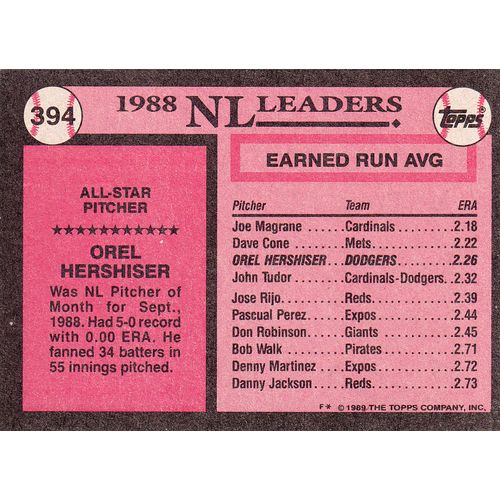 394
1988 NL LEADERS
Topps
ALL-STAR
PITCHER
★★★★★★★★★★★
OREL
HERSHISER
Was NL Pitcher of
Month for Sept.,
1988. Had 5-0 record
with 0.00 ERA. He
fanned 34 batters in
55 innings pitched.
EARNED RUN AVG
Pitcher Team ERA
Joe Magrane......Cardinals............2.18
Dave Cone......Mets............2.22
OREL HERSHISER...DODGERS............2.26
John Tudor......Cardinals-Dodgers..2.32
Jose Rijo......Reds............2.39
Pascual Perez....Expos............2.44
Don Robinson....Giants............2.45
Bob Walk......Pirates............2.71
Denny Martinez...Expos............2.72
Danny Jackson....Reds............2.73
F* © 1989 THE TOPPS COMPANY, INC.